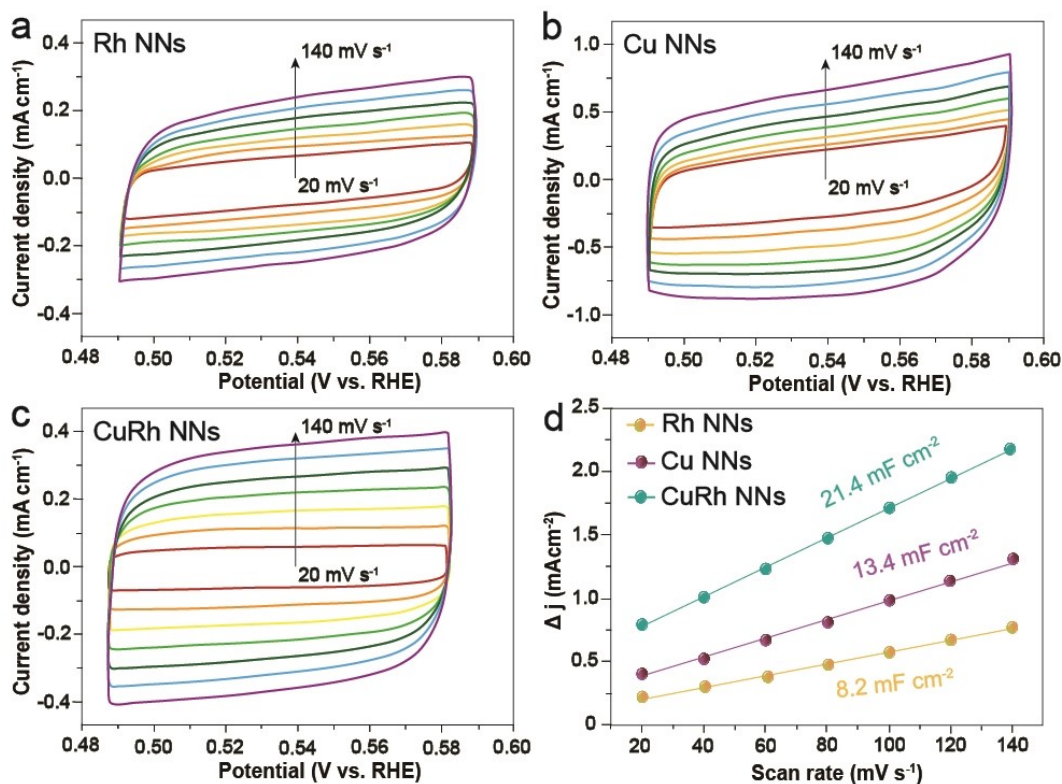 a
Rh NNs
140 mV s⁻¹
20 mV s⁻¹
Current density (mA cm⁻¹)
0.4
0.2
0.0
-0.2
-0.4
0.48 0.50 0.52 0.54 0.56 0.58 0.60
Potential (V vs. RHE)
b
Cu NNs
140 mV s⁻¹
20 mV s⁻¹
Current density (mA cm⁻¹)
1.0
0.5
0.0
-0.5
-1.0
0.48 0.50 0.52 0.54 0.56 0.58 0.60
Potential (V vs. RHE)
c
CuRh NNs
140 mV s⁻¹
20 mV s⁻¹
Current density (mA cm⁻¹)
0.4
0.2
0.0
-0.2
-0.4
0.48 0.50 0.52 0.54 0.56 0.58 0.60
Potential (V vs. RHE)
d
Rh NNs
Cu NNs
CuRh NNs
21.4 mF cm⁻²
13.4 mF cm⁻²
8.2 mF cm⁻²
Δ j (mAcm⁻²)
2.5
2.0
1.5
1.0
0.5
0
20 40 60 80 100 120 140
Scan rate (mV s⁻¹)